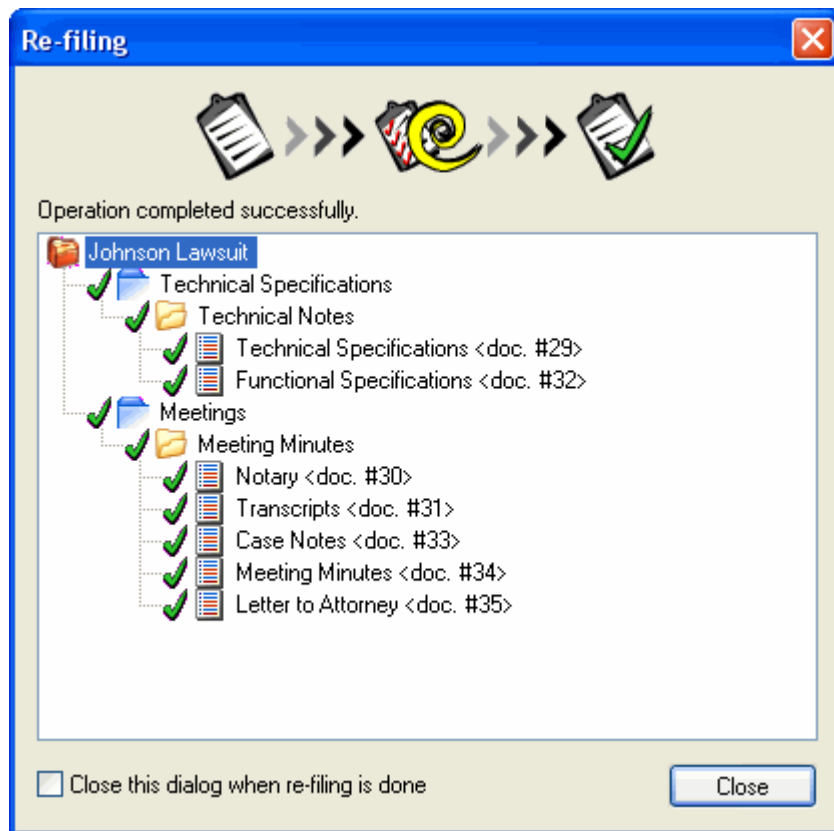 Re-filing
Operation completed successfully.
Johnson Lawsuit
Technical Specifications
Technical Notes
Technical Specifications <doc. #29>
Functional Specifications <doc. #32>
Meetings
Meeting Minutes
Notary <doc. #30>
Transcripts <doc. #31>
Case Notes <doc. #33>
Meeting Minutes <doc. #34>
Letter to Attorney <doc. #35>
Close this dialog when re-filing is done
Close